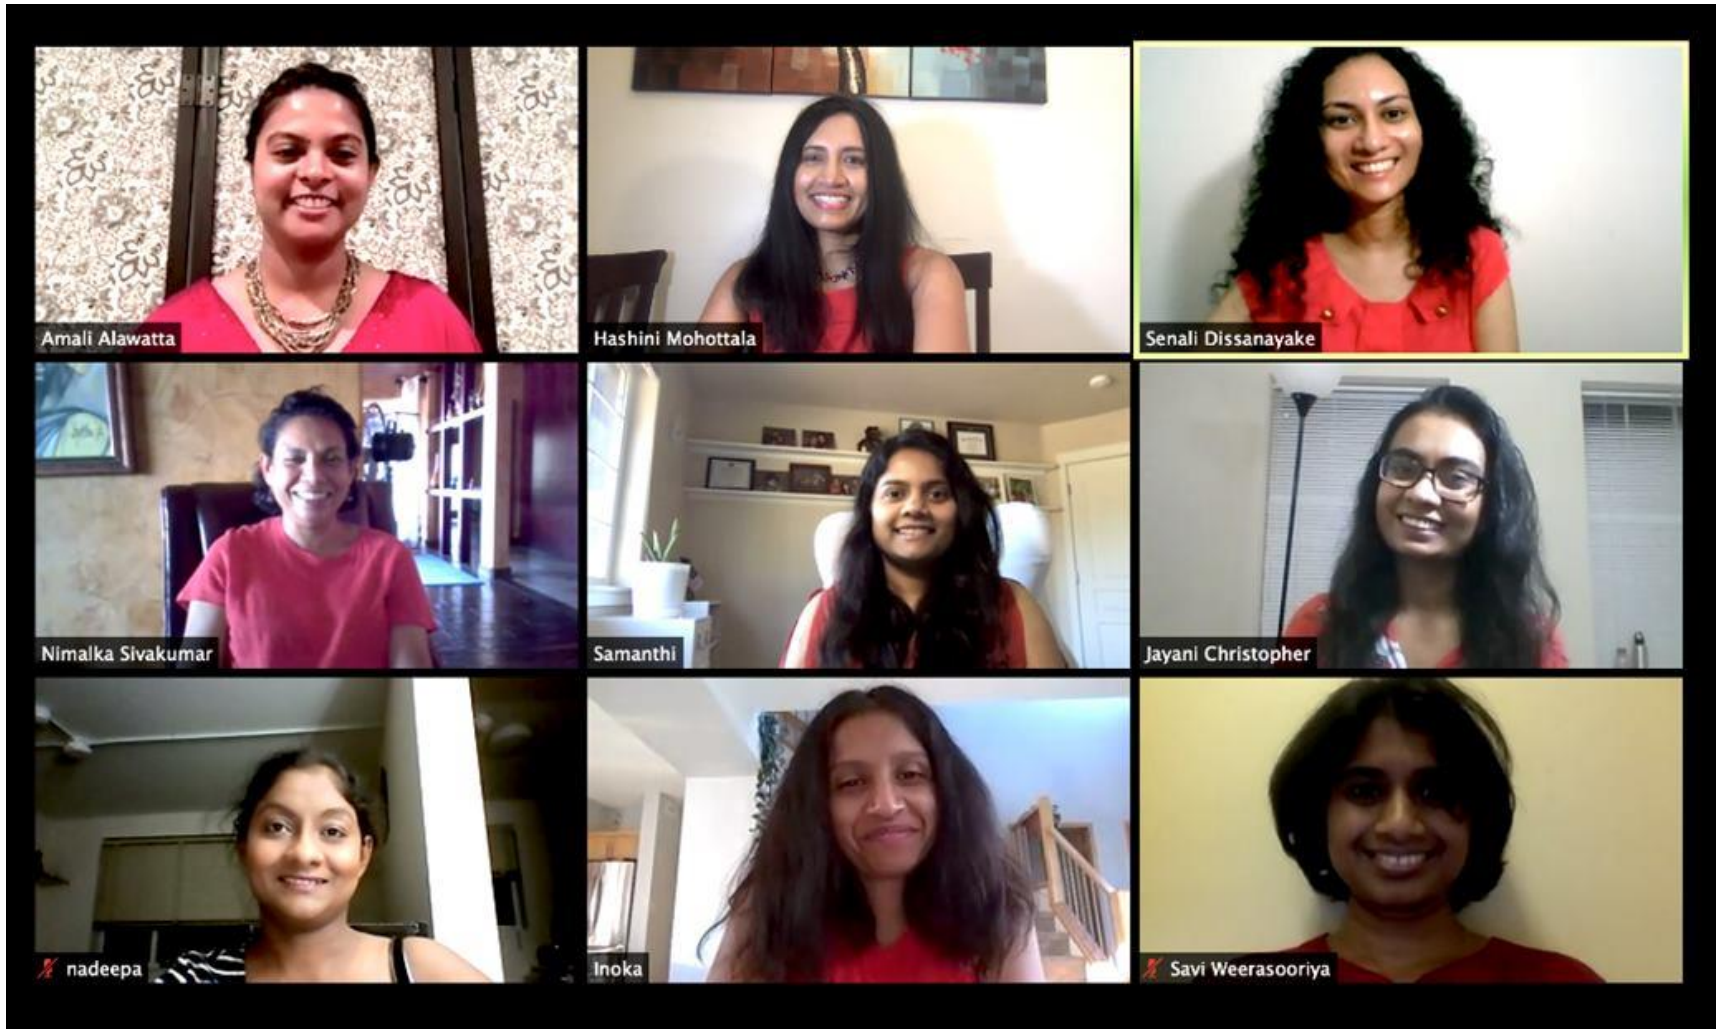 Amali Alawatta
Hashini Mohottala
Senali Dissanayake
Nimalka Sivakumar
Samanthi
Jayani Christopher
nadeepa
Inoka
Savi Weerasooriya